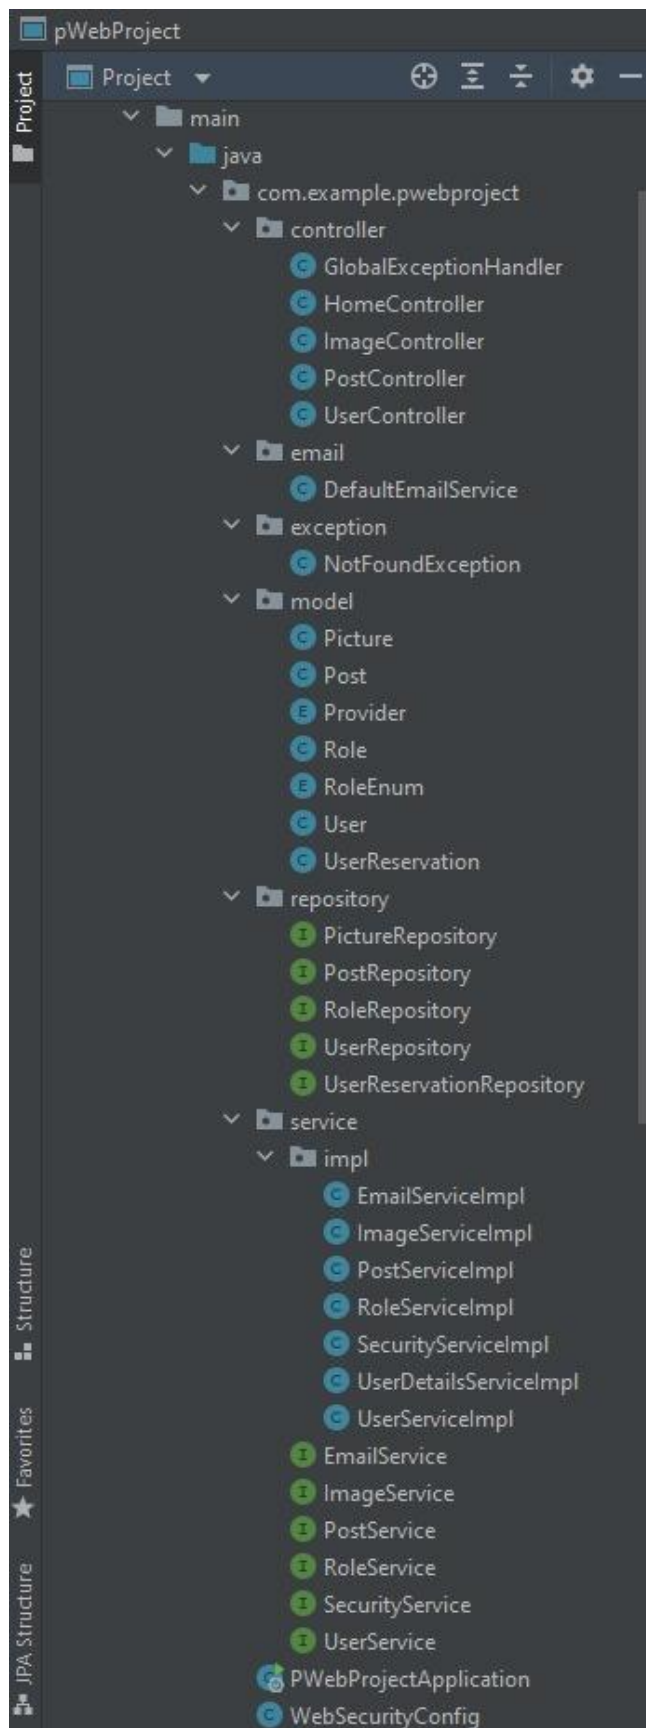 pWebProject
Project
Project
main
java
com.example.pwebproject
controller
C GlobalExceptionHandler
C HomeController
C ImageController
C PostController
C UserController
email
C DefaultEmailService
exception
C NotFoundException
model
C Picture
C Post
E Provider
C Role
E RoleEnum
C User
C UserReservation
repository
I PictureRepository
I PostRepository
I RoleRepository
I UserRepository
I UserReservationRepository
service
impl
C EmailServiceImpl
C ImageServiceImpl
C PostServiceImpl
C RoleServiceImpl
C SecurityServiceImpl
C UserDetailsServiceImpl
C UserServiceImpl
I EmailService
I ImageService
I PostService
I RoleService
I SecurityService
I UserService
C PWebProjectApplication
C WebSecurityConfig
Structure
Favorites
JPA Structure